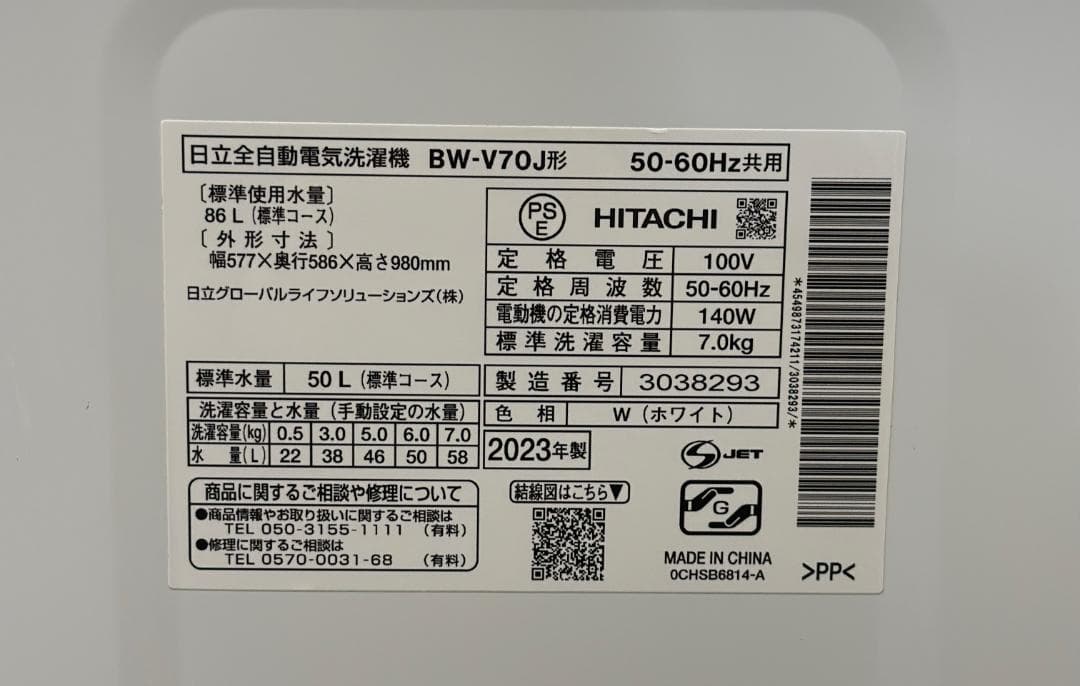 日立全自動電気洗濯機 BW-V70J形 50-60Hz共用
〔標準使用水量〕
86 L (標準コース)
〔外形寸法〕
幅577×奥行586×高さ980mm
日立グローバルライフソリューションズ(株)
PS
E
HITACHI
定格電圧 100V
定格周波数 50-60Hz
電動機の定格消費電力 140W
標準洗濯容量 7.0kg
標準水量 50 L (標準コース)
製造番号 3038293
洗濯容量と水量 (手動設定の水量)
洗濯容量(kg) 0.5 3.0 5.0 6.0 7.0
水量(L) 22 38 46 50 58
色相 W (ホワイト)
2023年製
S JET
商品に関するご相談や修理について
●商品情報やお取り扱いに関するご相談は
TEL 050-3155-1111 (有料)
●修理に関するご相談は
TEL 0570-0031-68 (有料)
結線図はこちら▼
G
MADE IN CHINA
0CHSB6814-A
>PP<
*4549873174211/3038293/*